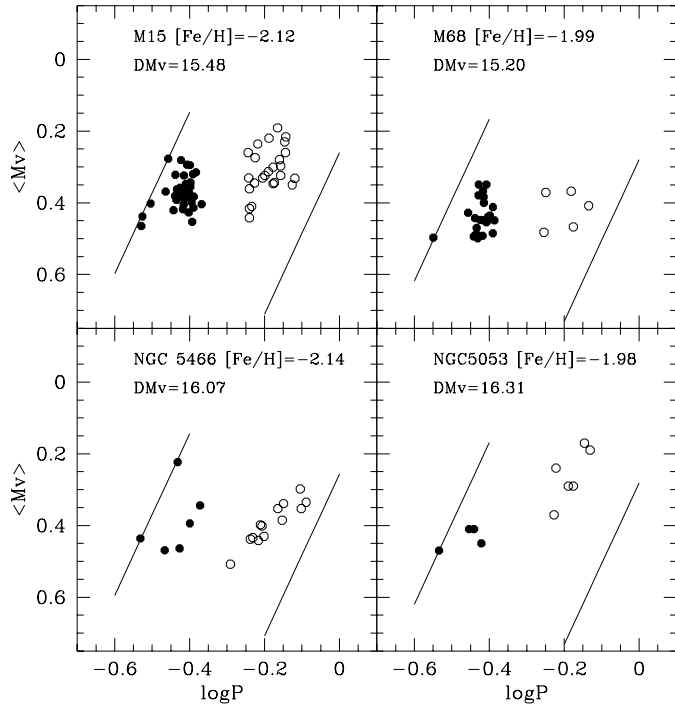 M15 [Fe/H]=−2.12
DMv=15.48
M68 [Fe/H]=−1.99
DMv=15.20
0
0.2
0.4
0.6
<Mv>
NGC 5466 [Fe/H]=−2.14
DMv=16.07
NGC5053 [Fe/H]=−1.98
DMv=16.31
0
0.2
0.4
0.6
<Mv>
−0.6 −0.4 −0.2 0
−0.6 −0.4 −0.2 0
logP
logP